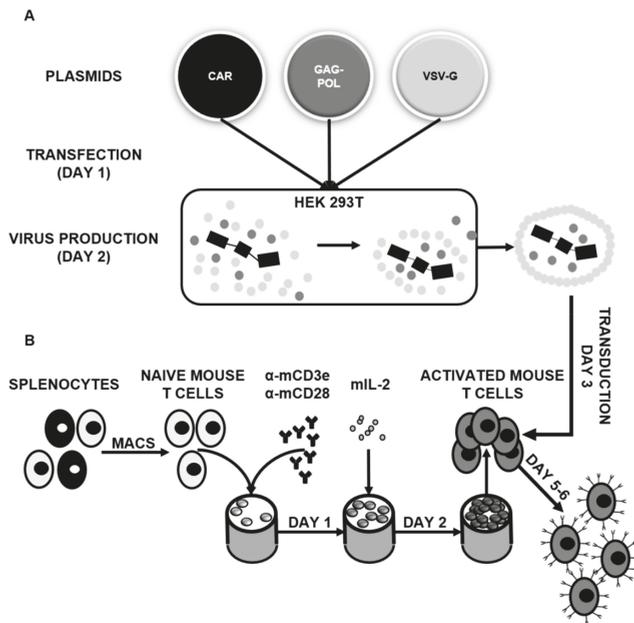 A
PLASMIDS
CAR
GAG-
POL
VSV-G
TRANSFECTION
(DAY 1)
HEK 293T
VIRUS PRODUCTION
(DAY 2)
TRANSDUCTION
DAY 3
B
SPLENOCYTES
MACS
NAIVE MOUSE
T CELLS
α-mCD3e
α-mCD28
mIL-2
ACTIVATED MOUSE
T CELLS
DAY 1
DAY 2
DAY 5-6